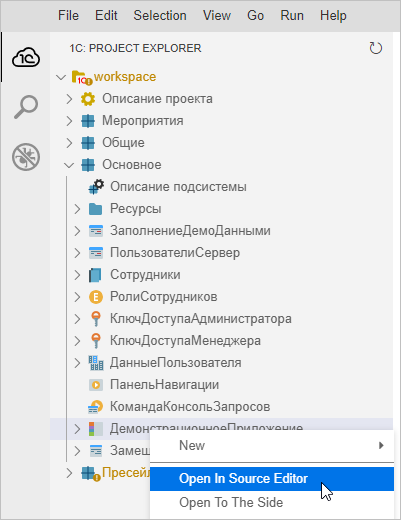 File Edit Selection View Go Run Help
1C: PROJECT EXPLORER
workspace
Описание проекта
Мероприятия
Общие
Основное
Описание подсистемы
Ресурсы
ЗаполнениеДемоДанными
ПользователиСервер
Сотрудники
РолиСотрудников
КлючДоступаАдминистратора
КлючДоступаМенеджера
ДанныеПользователя
ПанельНавигации
КомандаКонсольЗапросов
ДемонстрационноеПриложение
Замещ
New
Пресейл
Open In Source Editor
Open To The Side